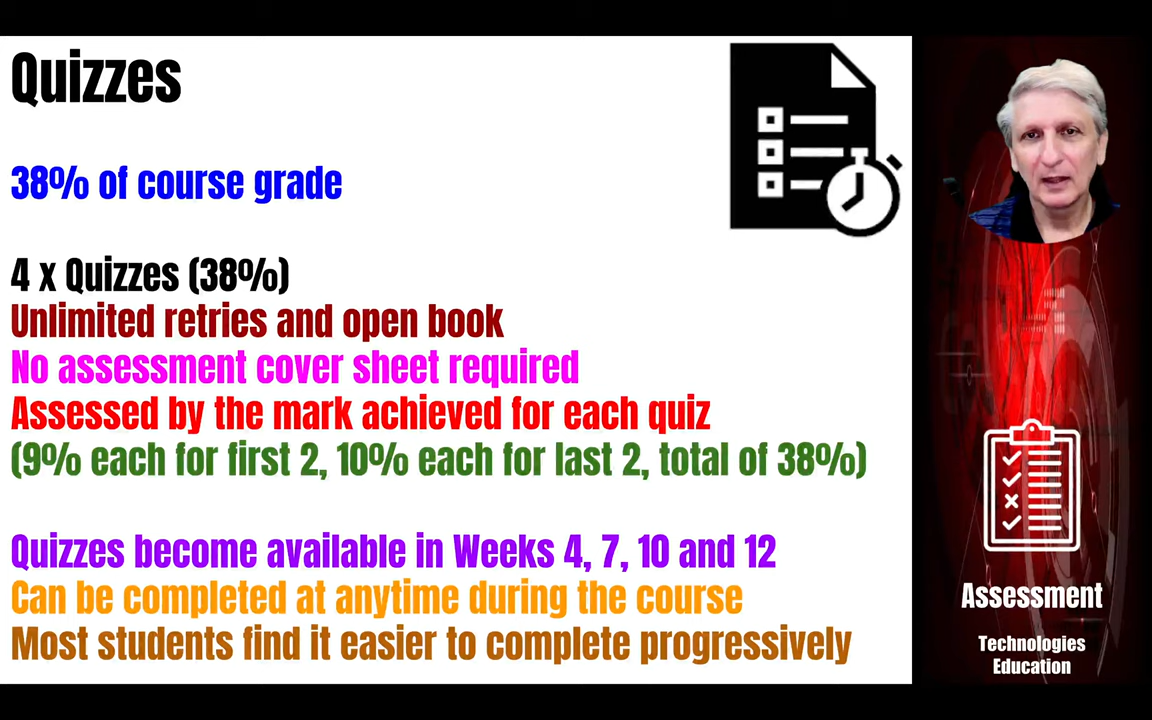 Quizzes
38% of course grade
4 x Quizzes (38%)
Unlimited retries and open book
No assessment cover sheet required
Assessed by the mark achieved for each quiz
(9% each for first 2, 10% each for last 2, total of 38%)
Quizzes become available in Weeks 4, 7, 10 and 12
Can be completed at anytime during the course
Most students find it easier to complete progressively
Assessment
Technologies
Education